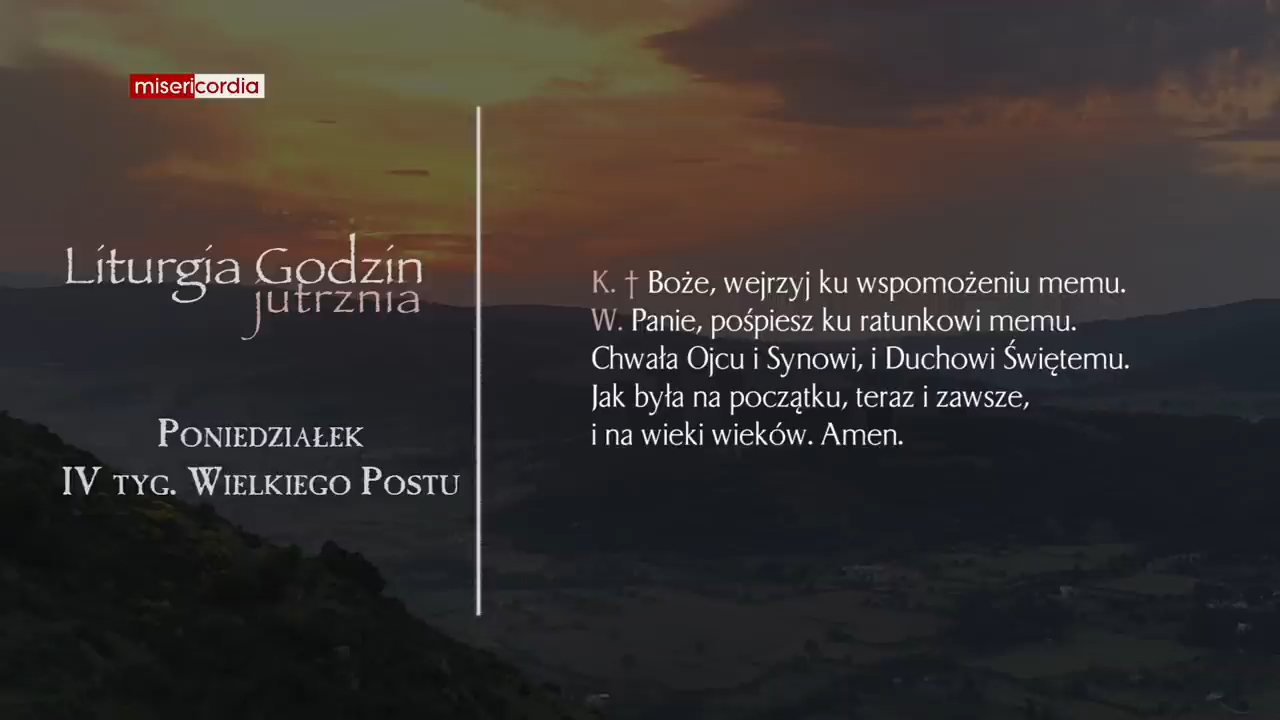 misericordia
Liturgia Godzin
jutrznia
Poniedziałek
IV tyg. Wielkiego Postu
K. † Boże, wejrzyj ku wspomożeniu memu.
W. Panie, pośpiesz ku ratunkowi memu.
Chwała Ojcu i Synowi, i Duchowi Świętemu.
Jak była na początku, teraz i zawsze,
i na wieki wieków. Amen.